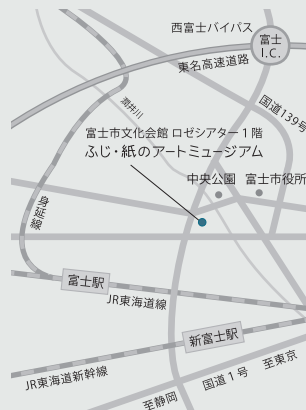 西富士バイパス
富士
I.C.
東名高速道路
国道139号
潤井川
富士市文化会館 ロゼシアター1階
ふじ・紙のアートミュージアム
中央公園
富士市役所
身延線
富士駅
JR東海道線
新富士駅
JR東海道新幹線
国道1号
至東京
至静岡